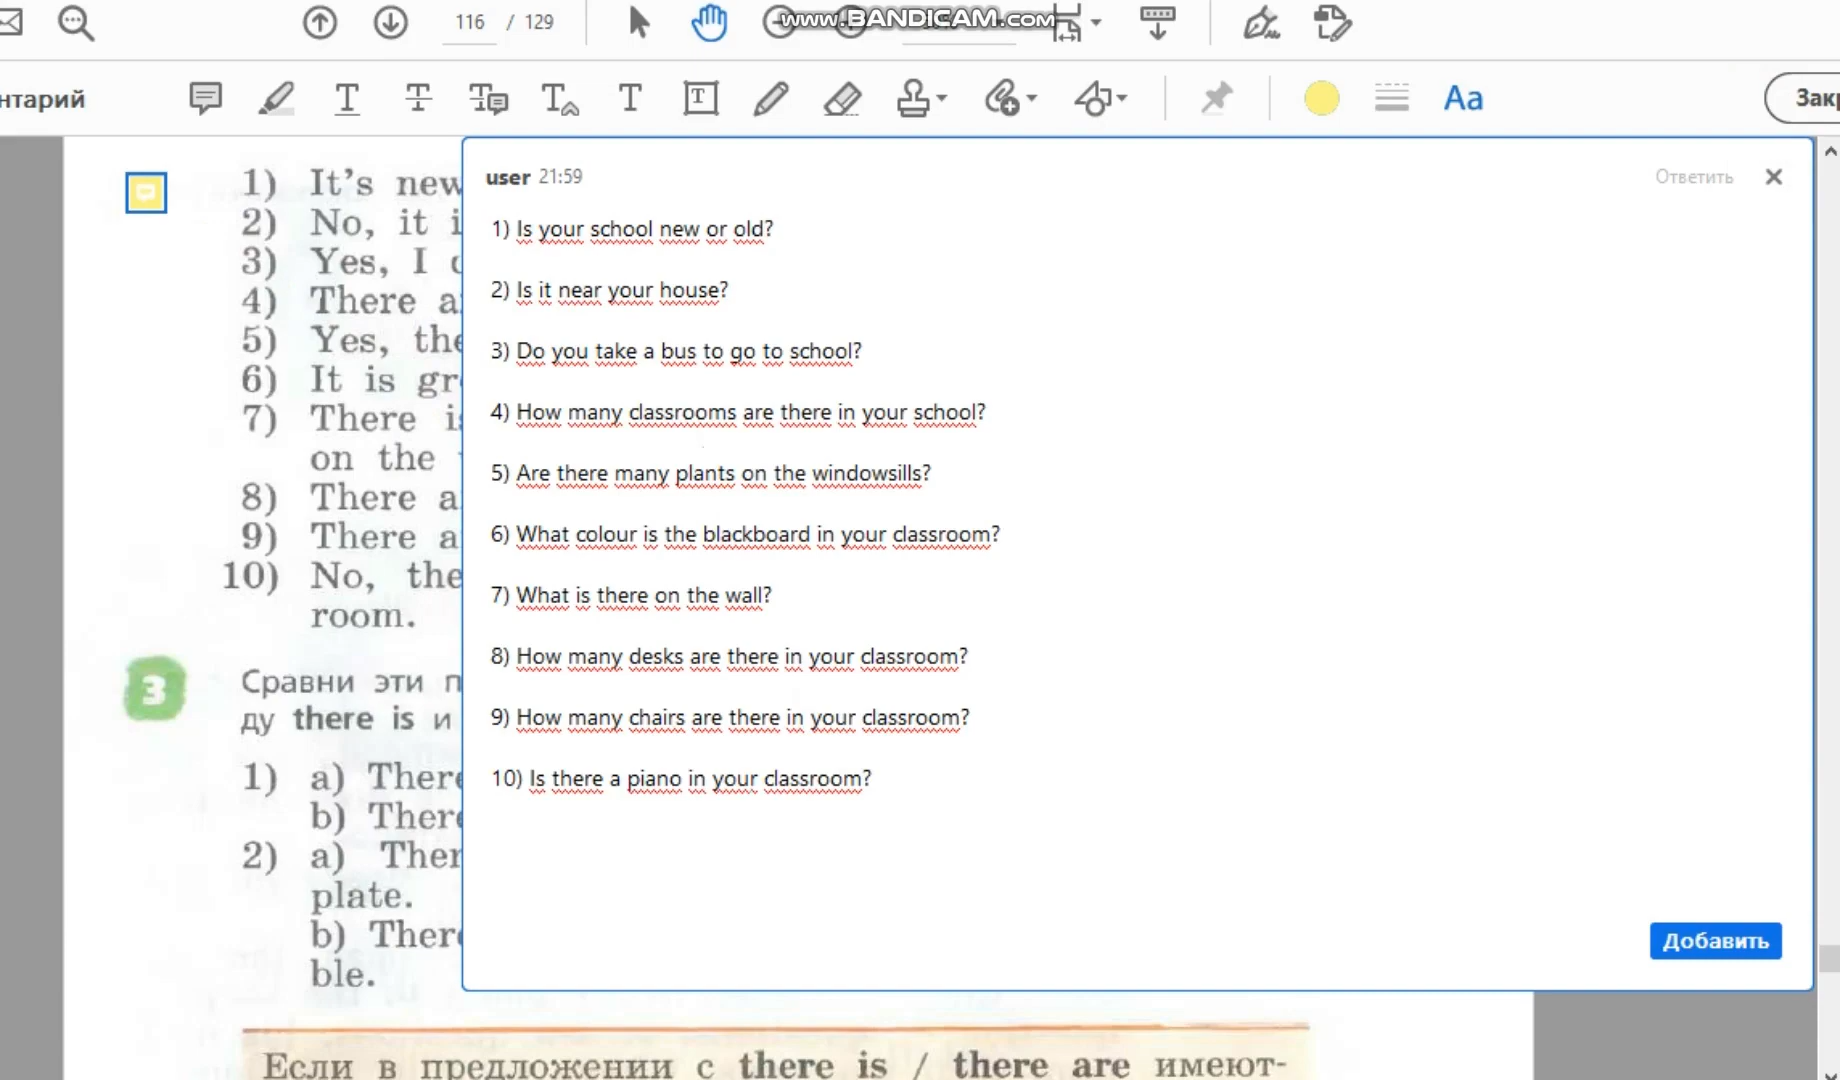 www.BANDICAM.com
116 / 129
нтарий
T
T
T
T
T
T
Aa
Закр
user 21:59
Ответить
1) Is your school new or old?
2) Is it near your house?
3) Do you take a bus to go to school?
4) How many classrooms are there in your school?
5) Are there many plants on the windowsills?
6) What colour is the blackboard in your classroom?
7) What is there on the wall?
8) How many desks are there in your classroom?
9) How many chairs are there in your classroom?
10) Is there a piano in your classroom?
Добавить
1) It's new
2) No, it i
3) Yes, I
4) There a
5) Yes, the
6) It is gr
7) There is
on the
8) There a
9) There a
10) No, the
room.
3
Сравни эти п
ду there is и
1) a) There
b) There
2) a) Ther
plate.
b) There
ble.
Если в предложении с there is / there are имеют-